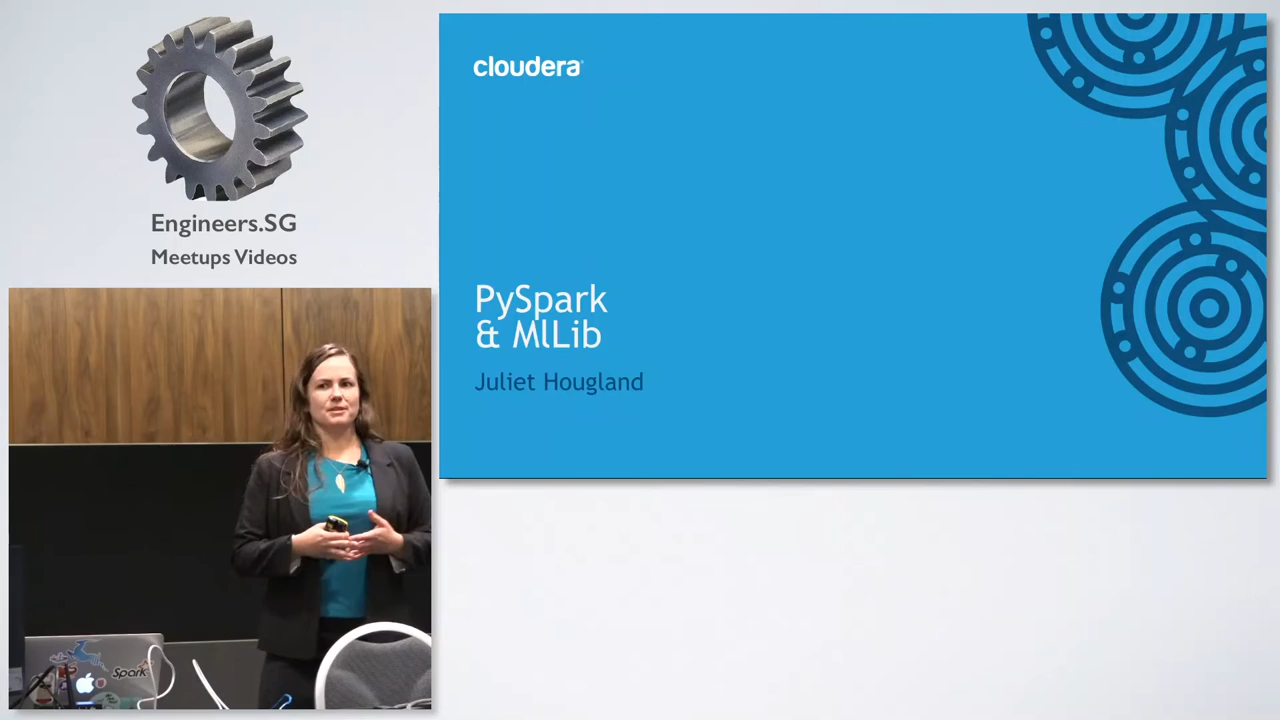 Engineers.SG
Meetups Videos
cloudera
PySpark
& MlLib
Juliet Hougland
Spark